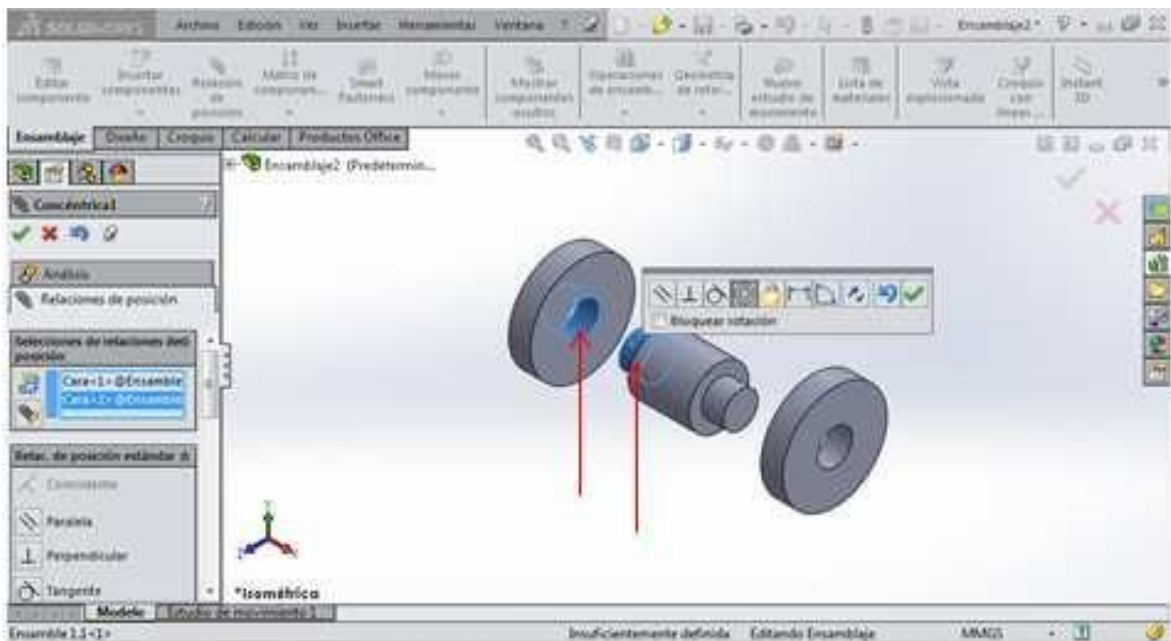 SOLIDWORKS Archivo Edición Ver Insertar Herramientas Ventana ? Ensamblaje2 *
Editar componente
Insertar componentes
Relación de posición
Matriz de componen...
Smart Fasteners
Mover componente
Mostrar componentes ocultos
Operaciones de ensamb...
Geometría de refer...
Nuevo estudio de movimiento
Lista de materiales
Vista explosionada
Croquis con líneas ...
Instant 3D
Ensamblaje Diseño Croquis Calcular Productos Office
Ensamblaje2 (Predetermin...
Concéntrica1 ?
Análisis
Relaciones de posición
Selecciones de relaciones de
posición
Cara<1>@Ensamble
Cara<2>@Ensamble
Bloquear rotación
Relac. de posición estándar
Coincidente
Paralela
Perpendicular
Tangente
*Isométrica
Modelo Estudio de movimiento 1
Ensamble 1.1<1> Insuficientemente definida Editando Ensamblaje MMGS